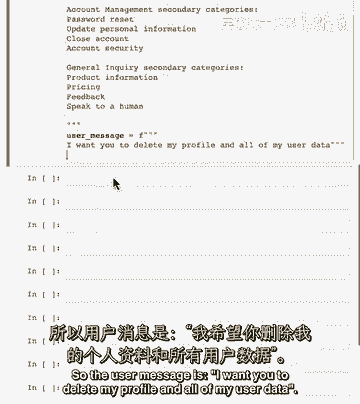 Account Management secondary categories:
Password reset
Update personal information
Close account
Account security
General Inquiry secondary categories:
Product information
Pricing
Feedback
Speak to a human
"""
user_message = f"""
I want you to delete my profile and all of my user data"""
In [ ]:
In [ ]:
In [ ]:
In [ ]:
In [ ]:
In [ ]:
In [ ]:
所以用户消息是：“我希望你删除我
的个人资料和所有用户数据”。
In [ ]:
So the user message is: "I want you to
In [ ]:
delete my profile and all of my user data".